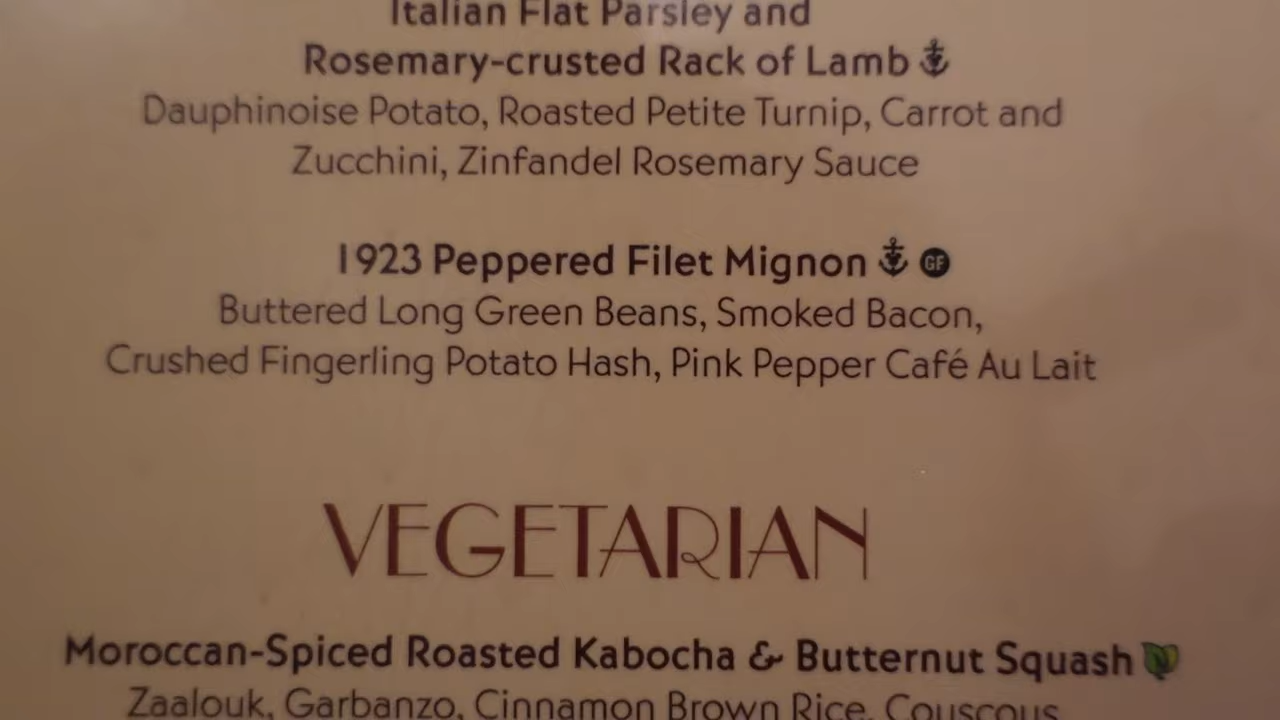 Italian Flat Parsley and
Rosemary-crusted Rack of Lamb
Dauphinoise Potato, Roasted Petite Turnip, Carrot and
Zucchini, Zinfandel Rosemary Sauce
1923 Peppered Filet Mignon GF
Buttered Long Green Beans, Smoked Bacon,
Crushed Fingerling Potato Hash, Pink Pepper Café Au Lait
VEGETARIAN
Moroccan-Spiced Roasted Kabocha & Butternut Squash
Zaalouk, Garbanzo, Cinnamon Brown Rice, Couscous